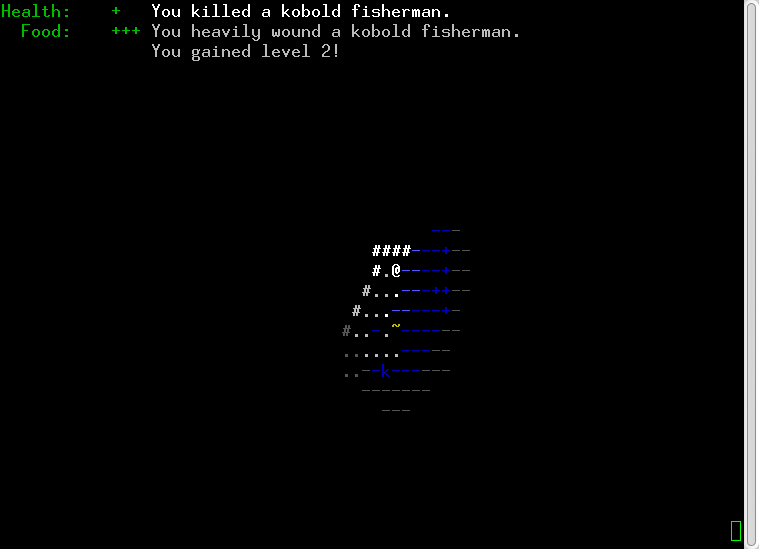 Health: + You killed a kobold fisherman.
Food: +++ You heavily wound a kobold fisherman.
You gained level 2!
---
####----+--
#.@----+--
#...---++--
#...-----+-
#..-.~------
......-----
..--k------
-------
---